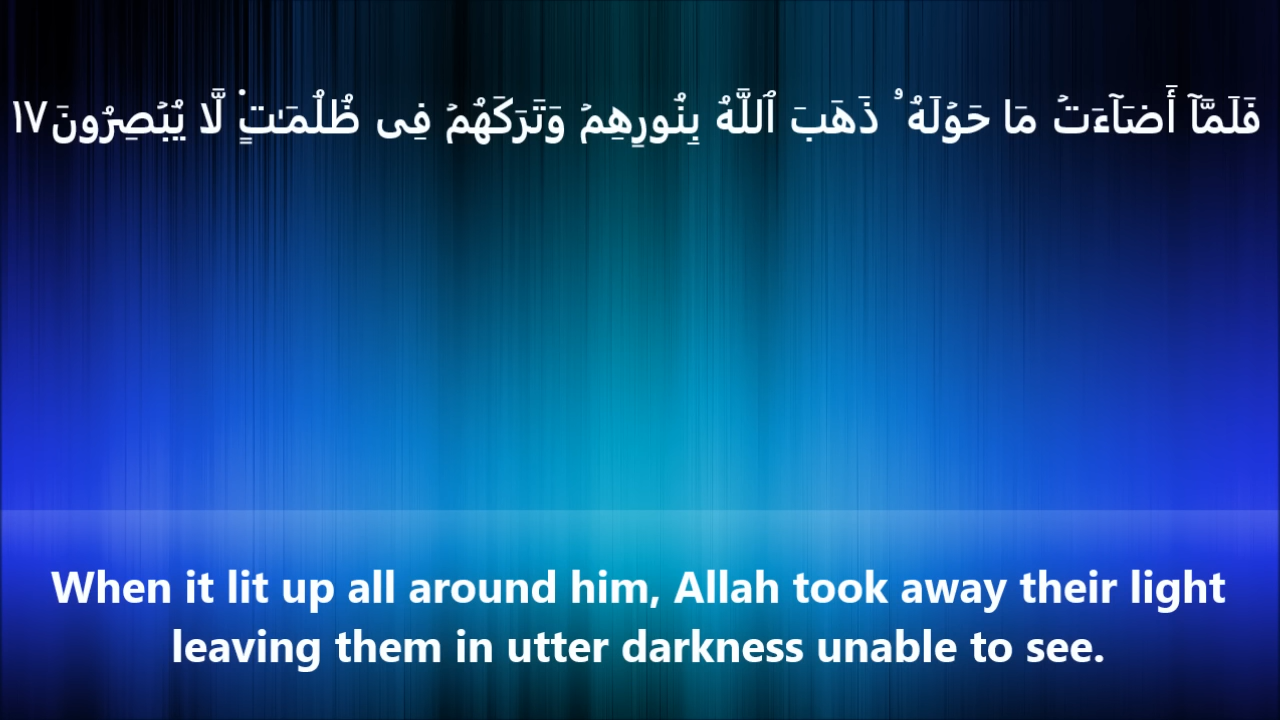 فَلَمَّآ أَضَآءَتۡ مَا حَوۡلَهُۥ ذَهَبَ ٱللَّهُ بِنُورِهِمۡ وَتَرَكَهُمۡ فِى ظُلُمَـٰتٍ۬ لَّا يُبۡصِرُونَ١٧
When it lit up all around him, Allah took away their light
leaving them in utter darkness unable to see.